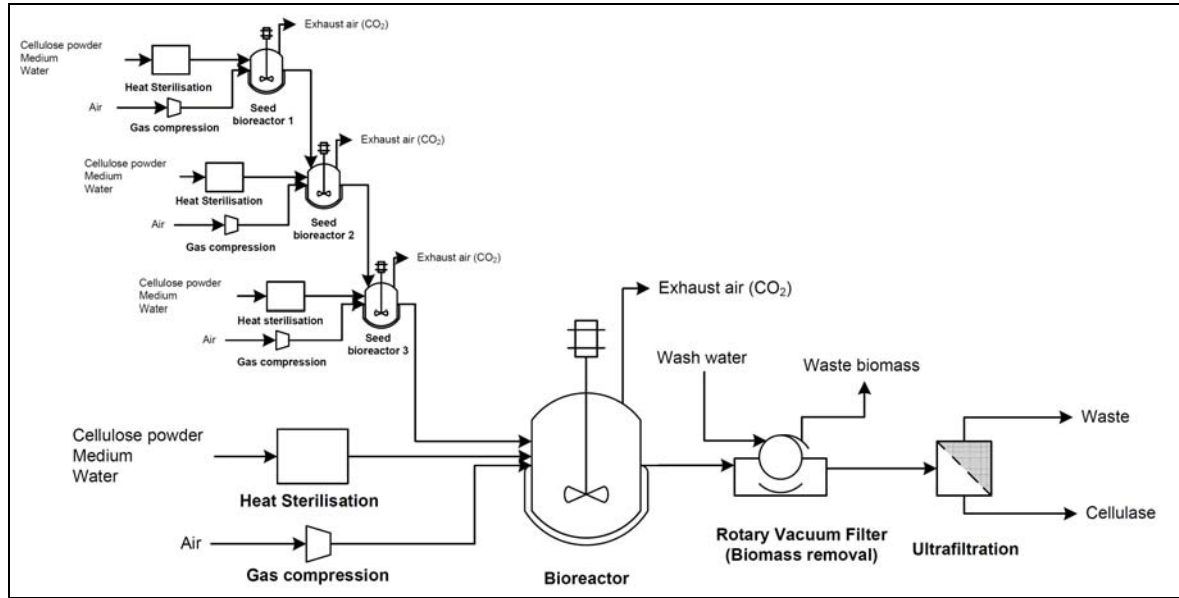 Exhaust air (CO₂)
Cellulose powder
Medium
Water
Heat Sterilisation
Air
Gas compression
Seed
bioreactor 1
Exhaust air (CO₂)
Cellulose powder
Medium
Water
Heat Sterilisation
Air
Gas compression
Seed
bioreactor 2
Exhaust air (CO₂)
Cellulose powder
Medium
Water
Heat sterilisation
Air
Gas compression
Seed
bioreactor 3
Exhaust air (CO₂)
Wash water
Waste biomass
Cellulose powder
Medium
Water
Heat Sterilisation
Air
Gas compression
Bioreactor
Rotary Vacuum Filter
(Biomass removal)
Waste
Cellulase
Ultrafiltration